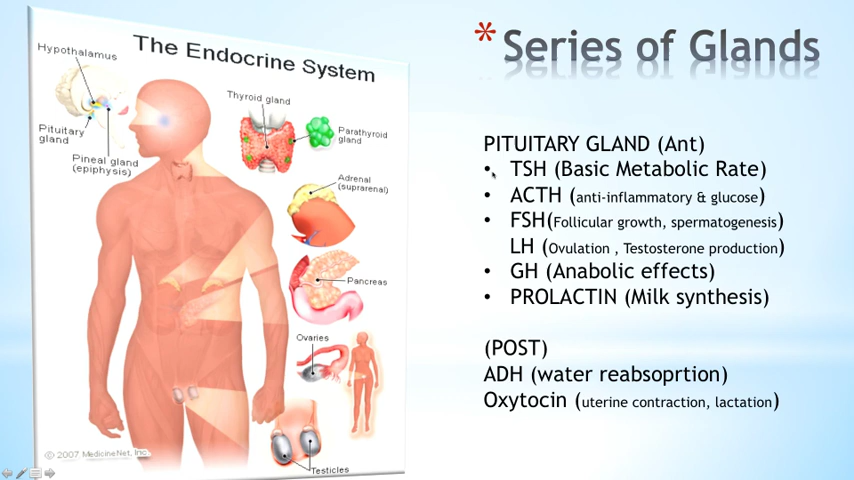 The Endocrine System
Hypothalamus
Pituitary
gland
Pineal gland
(epiphysis)
Thyroid gland
Parathyroid
gland
Adrenal
(suprarenal)
Pancreas
Ovaries
Testicles
© 2007 MedicineNet, Inc.
* Series of Glands
PITUITARY GLAND (Ant)
• TSH (Basic Metabolic Rate)
• ACTH (anti-inflammatory & glucose)
• FSH(Follicular growth, spermatogenesis)
LH (Ovulation , Testosterone production)
• GH (Anabolic effects)
• PROLACTIN (Milk synthesis)
(POST)
ADH (water reabsoprtion)
Oxytocin (uterine contraction, lactation)